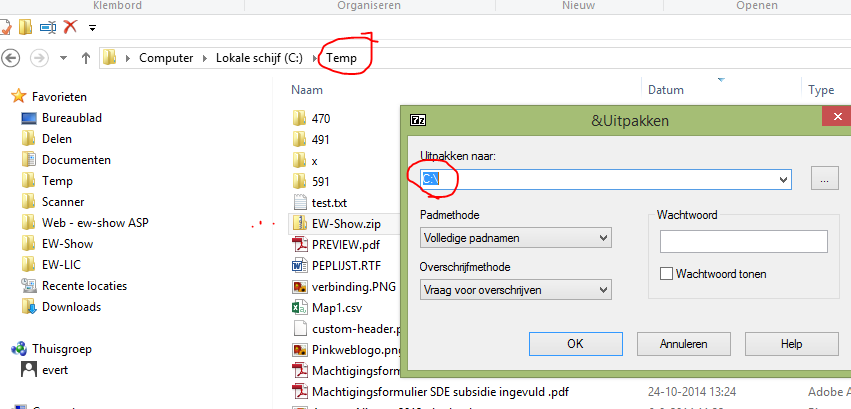 Klembord Organiseren Nieuw Openen
Computer Lokale schijf (C:) Temp
Naam Datum Type
Favorieten
Bureaublad
Delen
Documenten
Temp
Scanner
Web - ew-show ASP
EW-Show
EW-LIC
Recente locaties
Downloads
Thuisgroep
evert
470
491
x
591
test.txt
EW-Show.zip
PREVIEW.pdf
PEPLIJST.RTF
verbinding.PNG
Map1.csv
custom-header.p
Pinkweblogo.png
Machtigingsform
Machtigingsformulier SDE subsidie ingevuld .pdf 24-10-2014 13:24 Adobe A
7z &Uitpakken
Uitpakken naar:
C:\
...
Padmethode
Volledige padnamen
Overschrijfmethode
Vraag voor overschrijven
Wachtwoord
Wachtwoord tonen
OK Annuleren Help